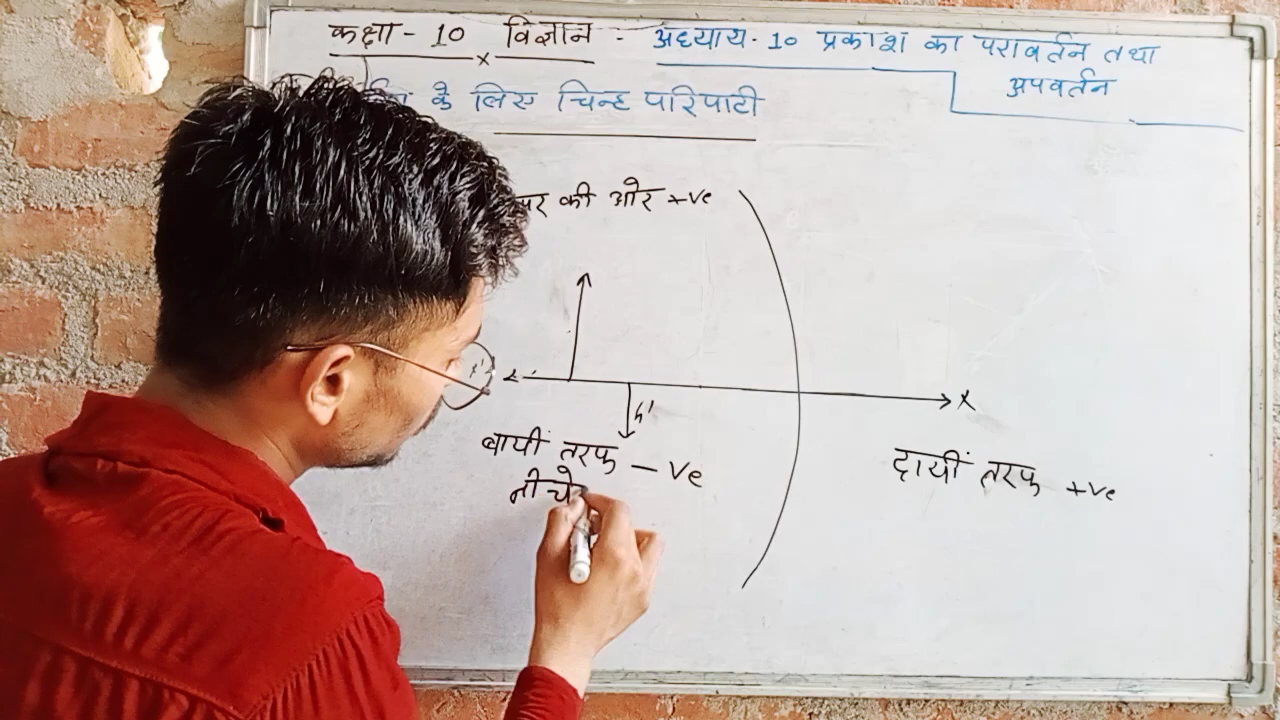 कक्षा - 10 विज्ञान - अध्याय. 10 प्रकाश का परावर्तन तथा
अपवर्तन
के लिए चिन्ह परिपाटी
की ओर +ve
x'
x
h'
बायीं तरफ - ve
दायीं तरफ +ve
नीचे